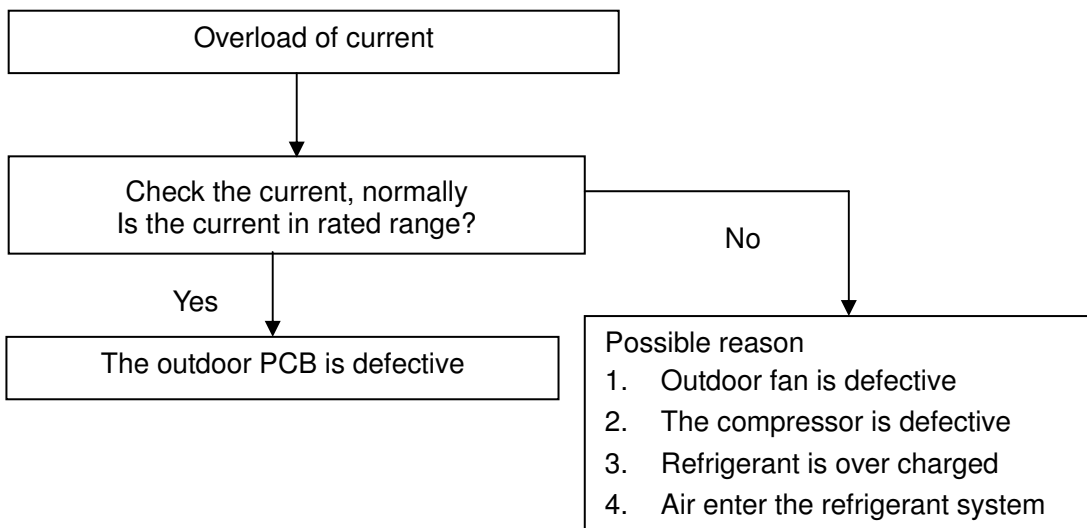 Overload of current
Check the current, normally
Is the current in rated range?
No
Yes
The outdoor PCB is defective
Possible reason
1. Outdoor fan is defective
2. The compressor is defective
3. Refrigerant is over charged
4. Air enter the refrigerant system